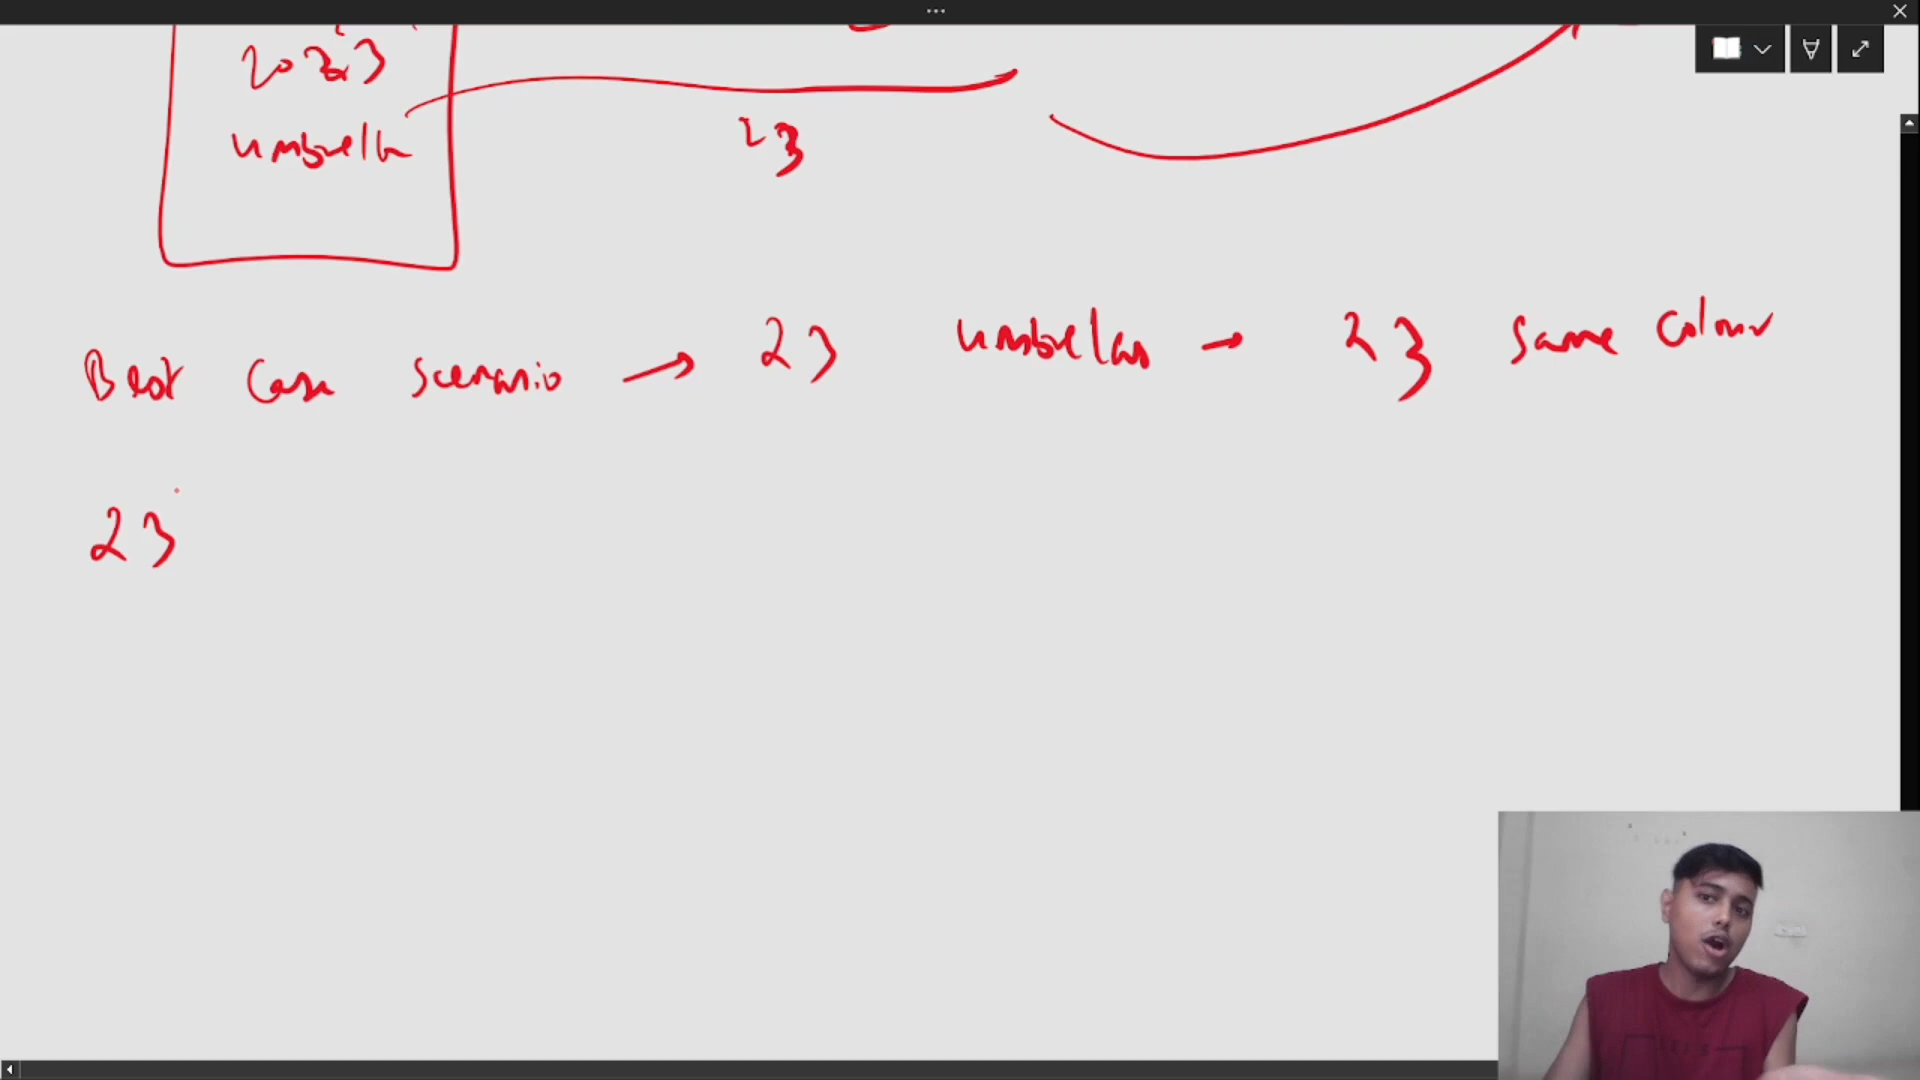 2023
umbrella
23
Best Case Scenario → 23 umbrellas → 23 Same Colour
23